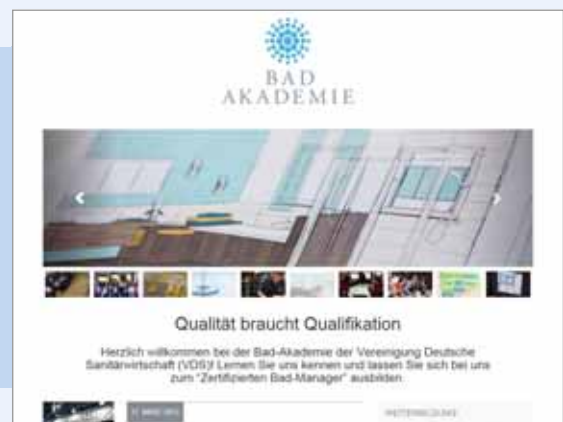 BAD
AKADEMIE
Qualität braucht Qualifikation
Herzlich willkommen bei der Bad-Akademie der Vereinigung Deutsche
Sanitärwirtschaft (VDS)! Lernen Sie uns kennen und lassen Sie sich bei uns
zum "Zertifizierten Bad-Manager" ausbilden.